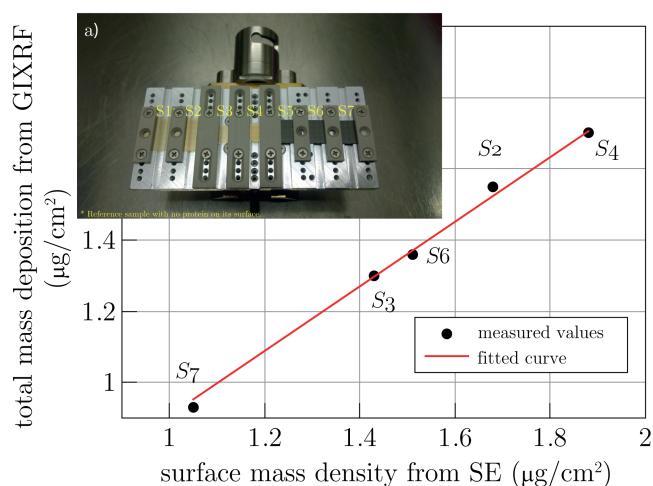 a)
S1 S2 S3 S4 S5 S6 S7
* Reference sample with no protein on its surface
total mass deposition from GIXRF
(µg/cm²)
1.4
1.2
1
S2
S4
S6
S3
S7
measured values
fitted curve
1 1.2 1.4 1.6 1.8 2
surface mass density from SE (µg/cm²)